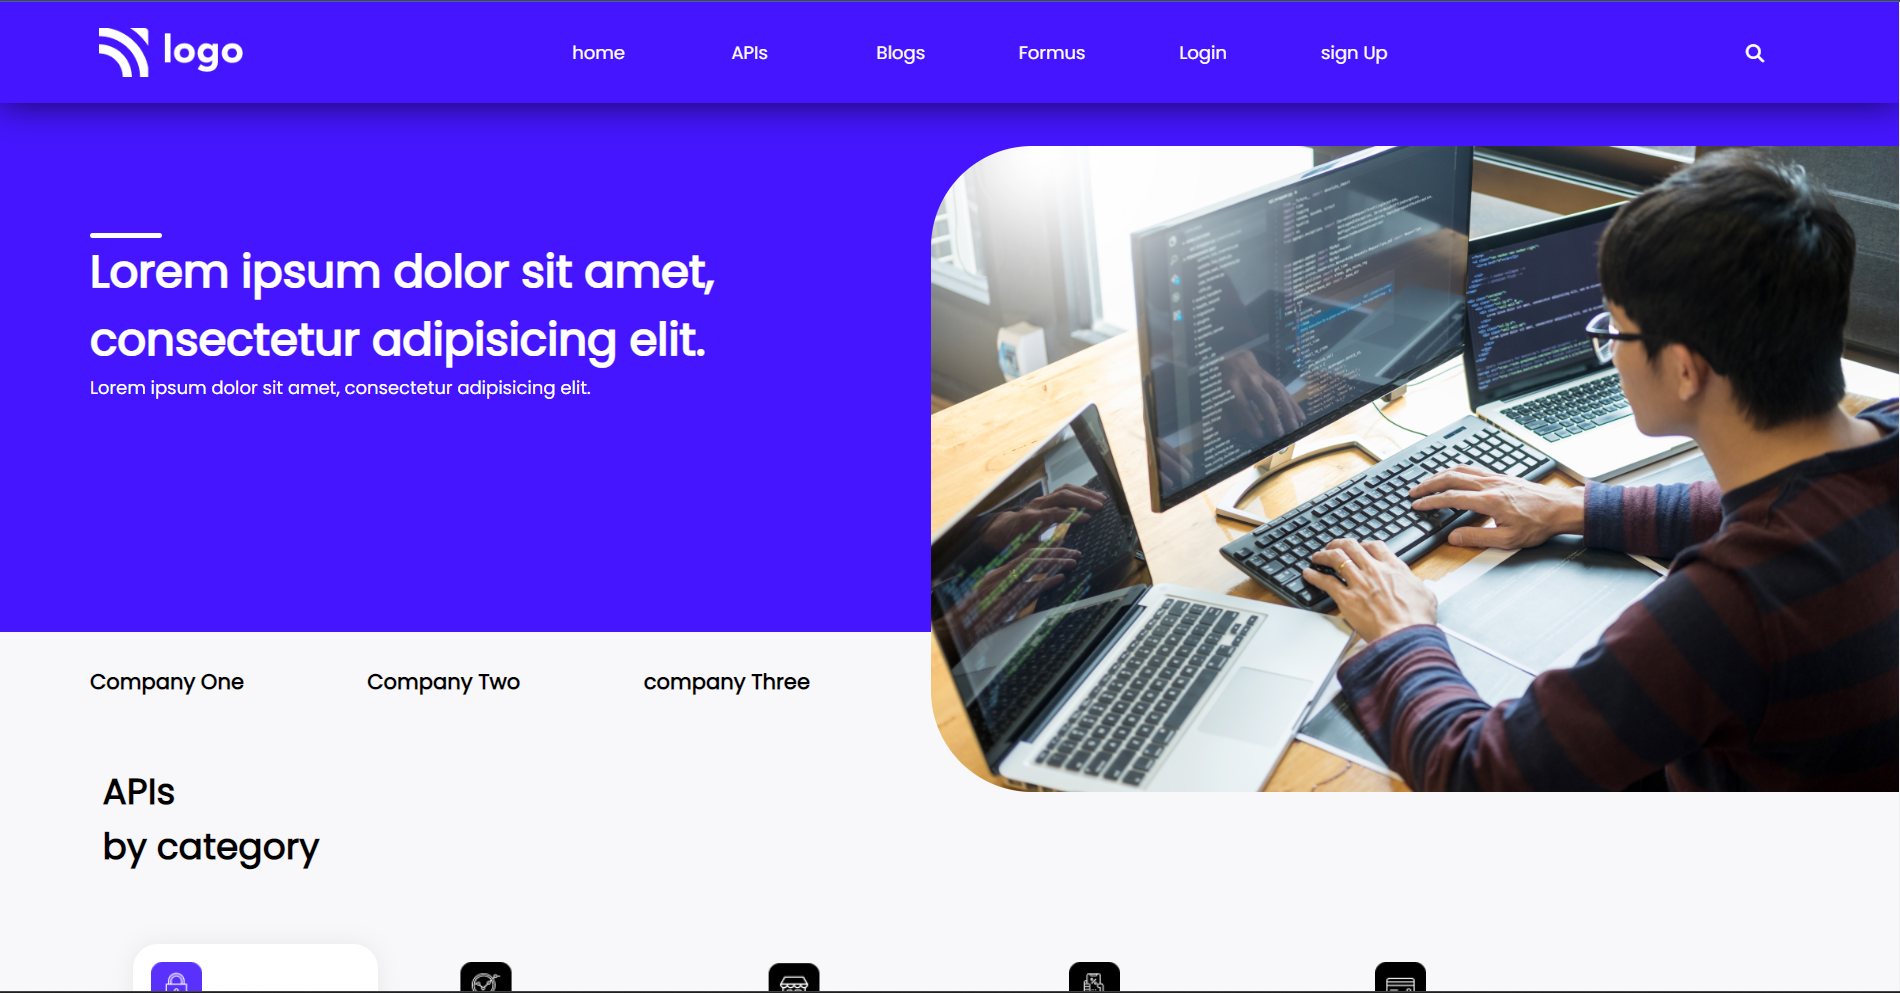 logo
home
APIs
Blogs
Formus
Login
sign Up
Lorem ipsum dolor sit amet,
consectetur adipisicing elit.
Lorem ipsum dolor sit amet, consectetur adipisicing elit.
Company One
Company Two
company Three
APIs
by category